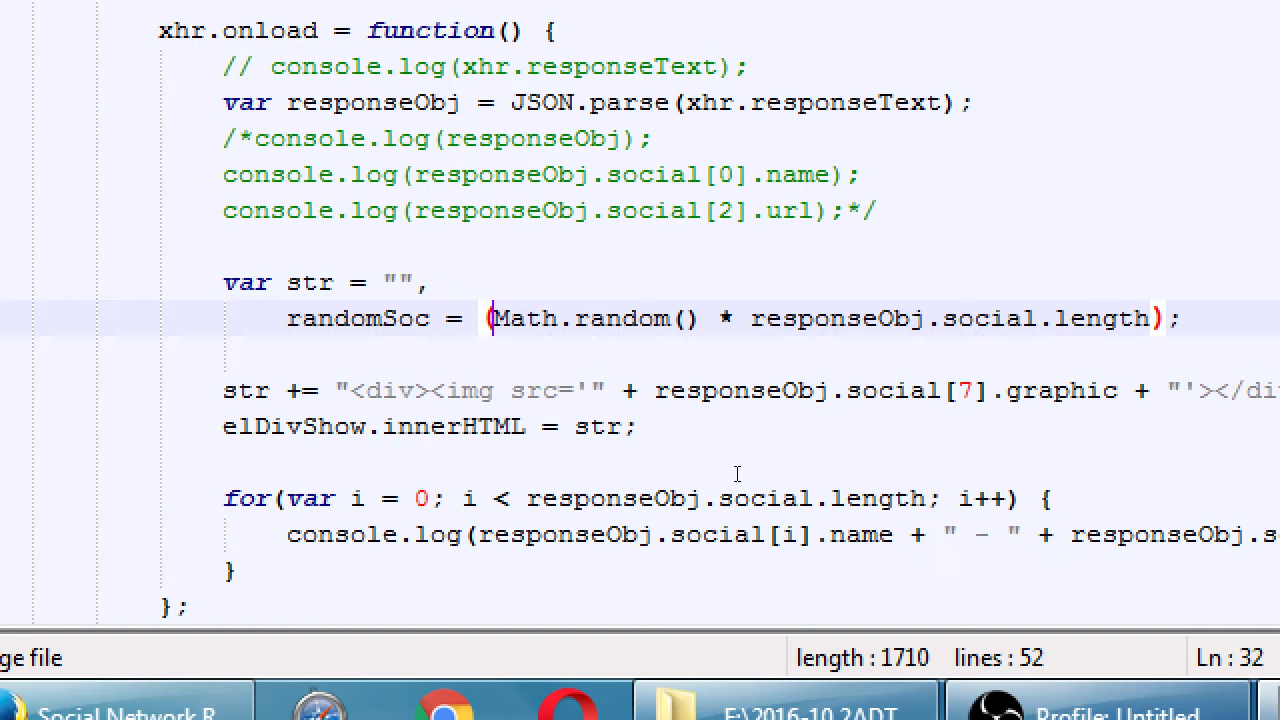 xhr.onload = function() {
// console.log(xhr.responseText);
var responseObj = JSON.parse(xhr.responseText);
/*console.log(responseObj);
console.log(responseObj.social[0].name);
console.log(responseObj.social[2].url);*/
var str = "",
randomSoc = (Math.random() * responseObj.social.length);
str += "<div><img src='" + responseObj.social[7].graphic + "'></di
elDivShow.innerHTML = str;
for(var i = 0; i < responseObj.social.length; i++) {
console.log(responseObj.social[i].name + " - " + responseObj.s
}
};
ge file length : 1710 lines : 52 Ln : 32
Social Network R E:\2016-10 2ADT Profile: Untitled